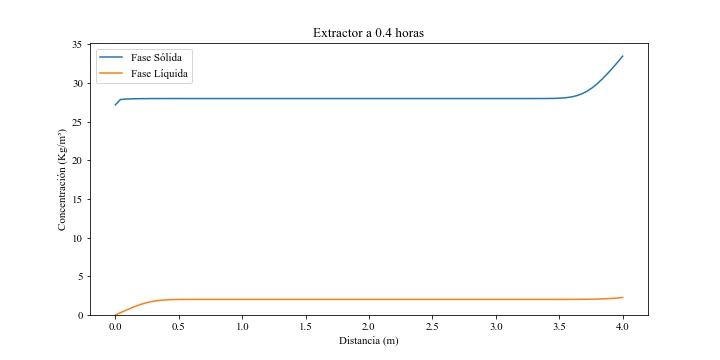 Extractor a 0.4 horas
Fase Sólida
Fase Líquida
Concentración (Kg/m³)
35
30
25
20
15
10
5
0
0.0 0.5 1.0 1.5 2.0 2.5 3.0 3.5 4.0
Distancia (m)